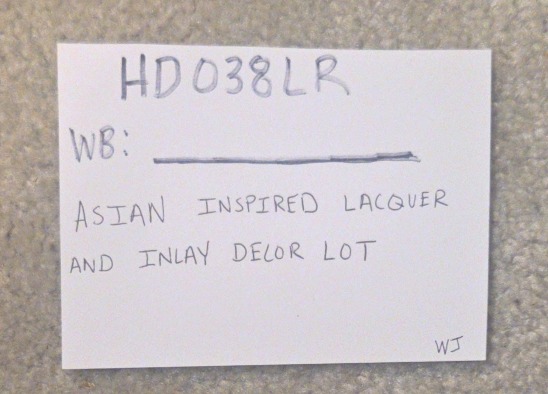 HD038LR
WB:
ASIAN INSPIRED LACQUER
AND INLAY DECOR LOT
WJ